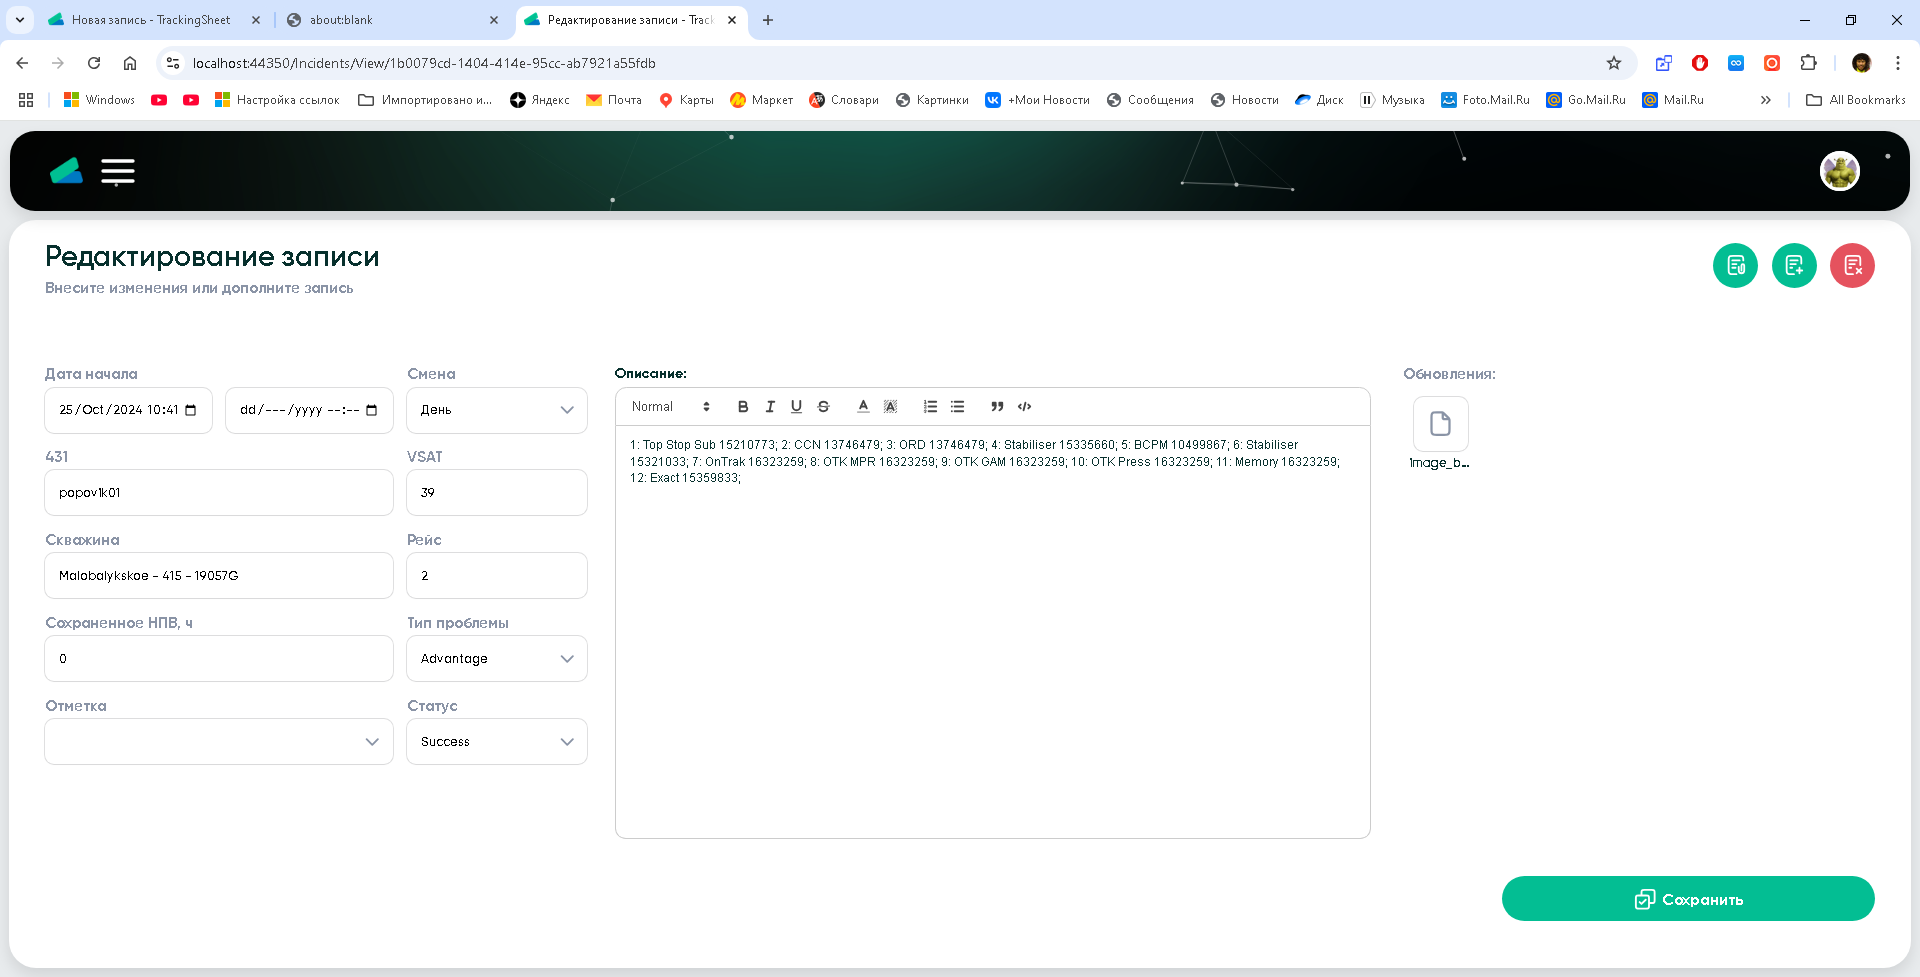 Новая запись - TrackingSheet
about:blank
Редактирование записи - Track
localhost:44350/Incidents/View/1b0079cd-1404-414e-95cc-ab7921a55fdb
Windows
Настройка ссылок
Импортировано и...
Яндекс
Почта
Карты
Маркет
Словари
Картинки
+Мои Новости
Сообщения
Новости
Диск
Музыка
Foto.Mail.Ru
Go.Mail.Ru
Mail.Ru
All Bookmarks
Редактирование записи
Внесите изменения или дополните запись
Дата начала
25/Oct/2024 10:41
dd/---/yyyy --:--
Смена
День
431
popov1k01
VSAT
39
Скважина
Malobalykskoe - 415 - 19057G
Рейс
2
Сохраненное НПВ, ч
0
Тип проблемы
Advantage
Отметка
Статус
Success
Описание:
Normal
1: Top Stop Sub 15210773; 2: CCN 13746479; 3: ORD 13746479; 4: Stabiliser 15335660; 5: BCPM 10499867; 6: Stabiliser
15321033; 7: OnTrak 16323259; 8: OTK MPR 16323259; 9: OTK GAM 16323259; 10: OTK Press 16323259; 11: Memory 16323259;
12: Exact 15359833;
Обновления:
image_b...
Сохранить